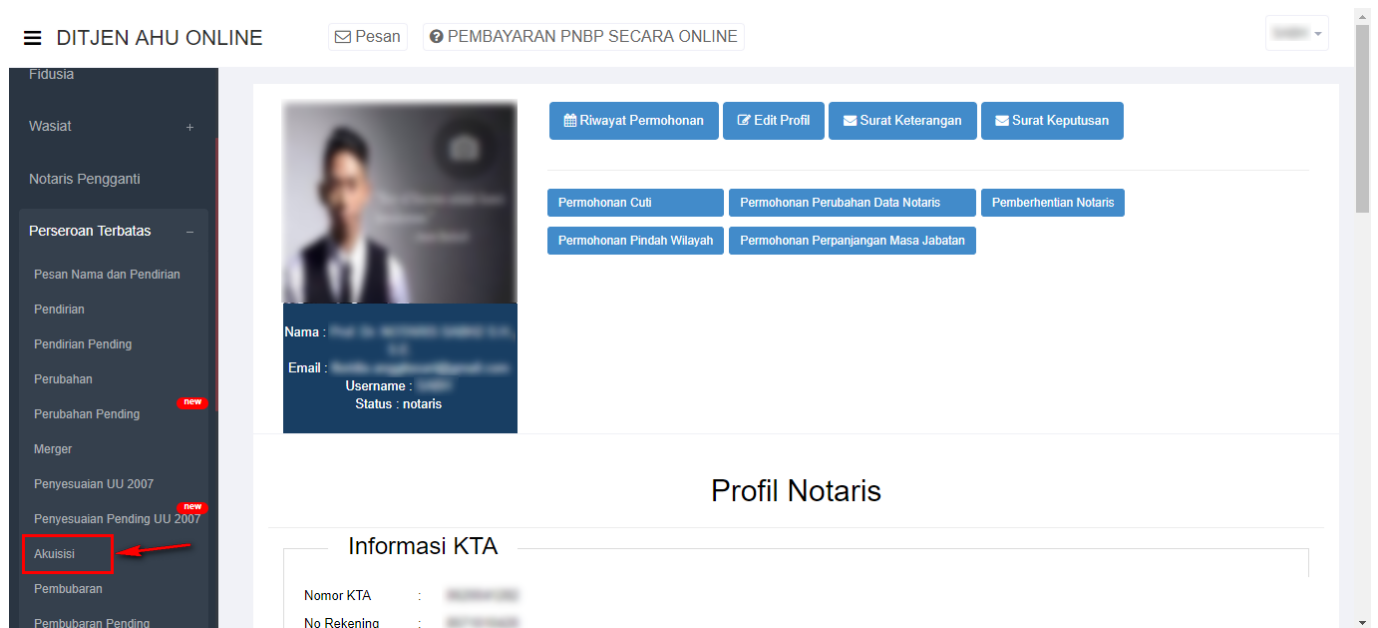 DITJEN AHU ONLINE
Pesan
PEMBAYARAN PNBP SECARA ONLINE
Fidusia
Wasiat +
Notaris Pengganti
Perseroan Terbatas –
Pesan Nama dan Pendirian
Pendirian
Pendirian Pending
Perubahan
new
Perubahan Pending
Merger
Penyesuaian UU 2007
new
Penyesuaian Pending UU 2007
Akuisisi
Pembubaran
Pembubaran Pending
Riwayat Permohonan
Edit Profil
Surat Keterangan
Surat Keputusan
Permohonan Cuti
Permohonan Perubahan Data Notaris
Pemberhentian Notaris
Permohonan Pindah Wilayah
Permohonan Perpanjangan Masa Jabatan
Nama :
Email :
Username :
Status : notaris
Profil Notaris
Informasi KTA
Nomor KTA :
No Rekening :